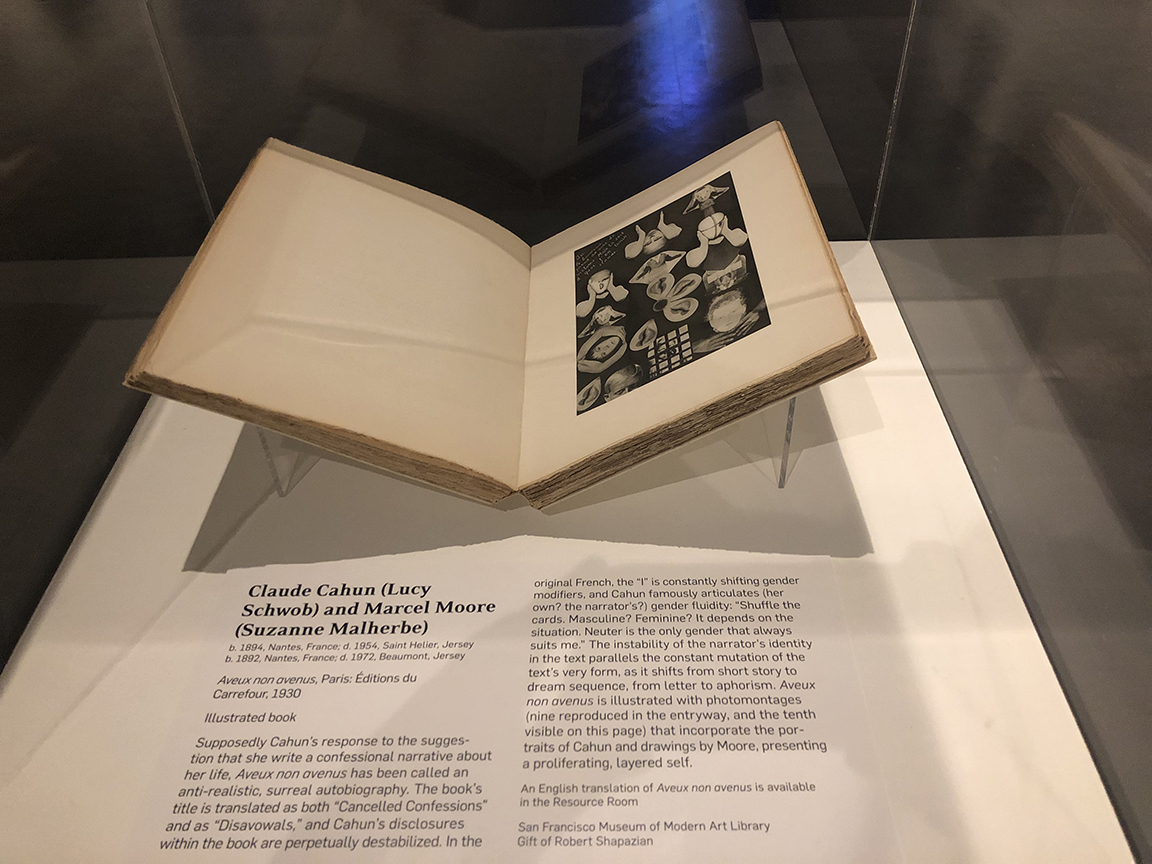 Claude Cahun (Lucy
Schwob) and Marcel Moore
(Suzanne Malherbe)
b. 1894, Nantes, France; d. 1954, Saint Helier, Jersey
b. 1892, Nantes, France; d. 1972, Beaumont, Jersey
Aveux non avenus, Paris: Éditions du
Carrefour, 1930
Illustrated book
Supposedly Cahun's response to the sugges-
tion that she write a confessional narrative about
her life, Aveux non avenus has been called an
anti-realistic, surreal autobiography. The book's
title is translated as both "Cancelled Confessions"
and as "Disavowals," and Cahun's disclosures
within the book are perpetually destabilized. In the
original French, the "I" is constantly shifting gender
modifiers, and Cahun famously articulates (her
own? the narrator's?) gender fluidity: "Shuffle the
cards. Masculine? Feminine? It depends on the
situation. Neuter is the only gender that always
suits me." The instability of the narrator's identity
in the text parallels the constant mutation of the
text's very form, as it shifts from short story to
dream sequence, from letter to aphorism. Aveux
non avenus is illustrated with photomontages
(nine reproduced in the entryway, and the tenth
visible on this page) that incorporate the por-
traits of Cahun and drawings by Moore, presenting
a proliferating, layered self.
An English translation of Aveux non avenus is available
in the Resource Room
San Francisco Museum of Modern Art Library
Gift of Robert Shapazian